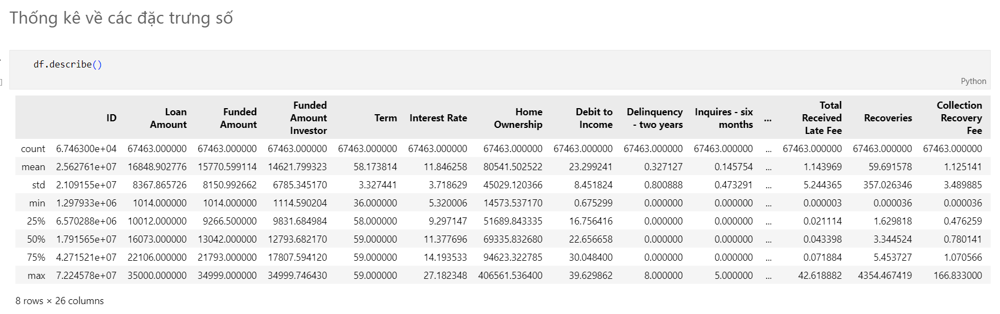 Thống kê về các đặc trưng số
df.describe()
Python
ID Loan Amount Funded Amount Funded Amount Investor Term Interest Rate Home Ownership Debit to Income Delinquency - two years Inquires - six months ... Total Received Late Fee Recoveries Collection Recovery Fee
count 6.746300e+04 67463.000000 67463.000000 67463.000000 67463.000000 67463.000000 67463.000000 67463.000000 67463.000000 67463.000000 ... 67463.000000 67463.000000 67463.000000
mean 2.562761e+07 16848.902776 15770.599114 14621.799323 58.173814 11.846258 80541.502522 23.299241 0.327127 0.145754 ... 1.143969 59.691578 1.125141
std 2.109155e+07 8367.865726 8150.992662 6785.345170 3.327441 3.718629 45029.120366 8.451824 0.800888 0.473291 ... 5.244365 357.026346 3.489885
min 1.297933e+06 1014.000000 1014.000000 1114.590204 36.000000 5.320006 14573.537170 0.675299 0.000000 0.000000 ... 0.000003 0.000036 0.000036
25% 6.570288e+06 10012.000000 9266.500000 9831.684984 58.000000 9.297147 51689.843335 16.756416 0.000000 0.000000 ... 0.021114 1.629818 0.476259
50% 1.791565e+07 16073.000000 13042.000000 12793.682170 59.000000 11.377696 69335.832680 22.656658 0.000000 0.000000 ... 0.043398 3.344524 0.780141
75% 4.271521e+07 22106.000000 21793.000000 17807.594120 59.000000 14.193533 94623.322785 30.048400 0.000000 0.000000 ... 0.071884 5.453727 1.070566
max 7.224578e+07 35000.000000 34999.000000 34999.746430 59.000000 27.182348 406561.536400 39.629862 8.000000 5.000000 ... 42.618882 4354.467419 166.833000
8 rows × 26 columns